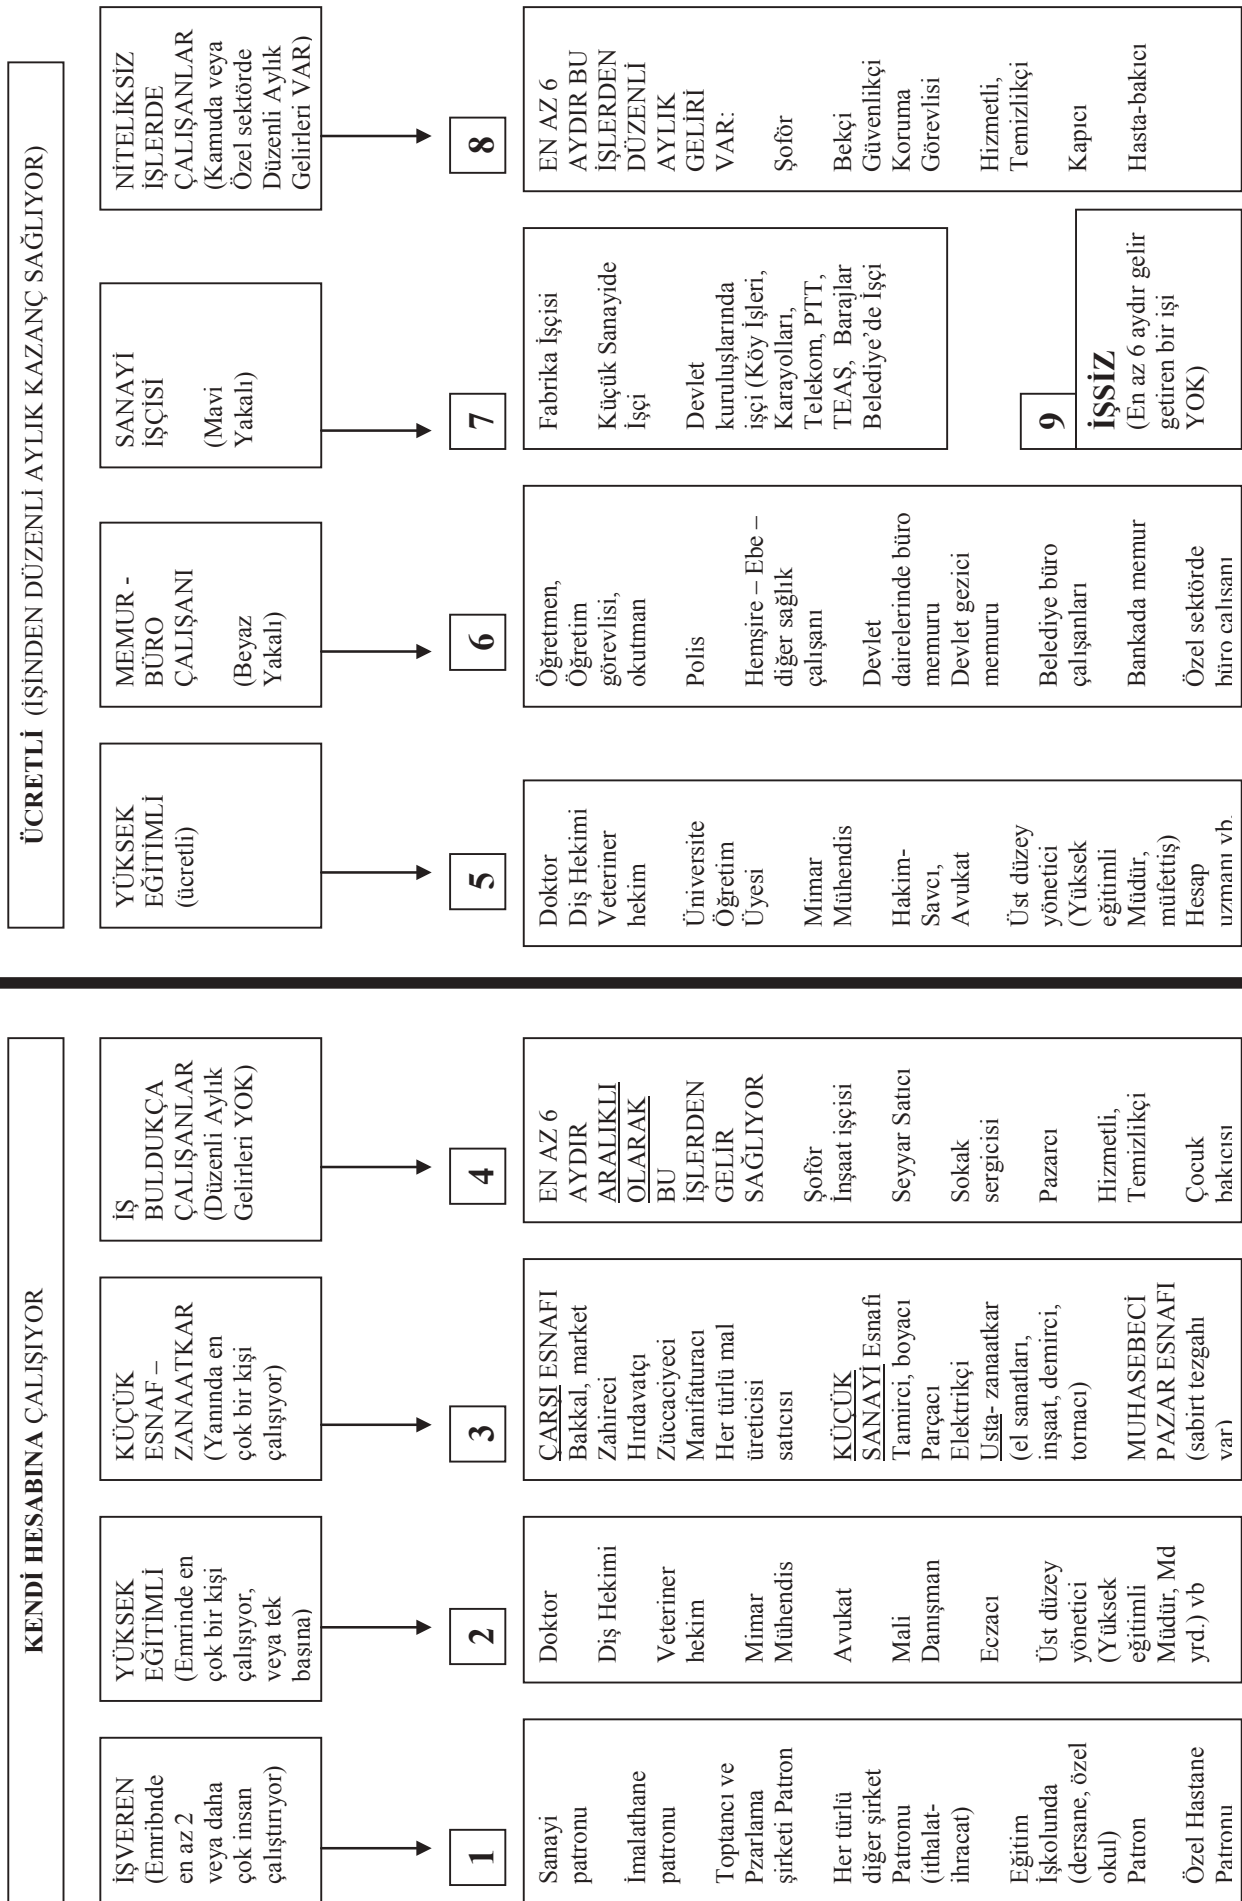 KENDİ HESABINA ÇALIŞIYOR
İŞVEREN
(Emribnde
en az 2
veya daha
çok insan
çalıştırıyor)
1
Sanayi
patronu
İmalathane
patronu
Toptancı ve
Pzarlama
şirketi Patron
Her türlü
diğer şirket
Patronu
(ithalat-
ihracat)
Eğitim
İşkolunda
(dersane, özel
okul)
Patron
Özel Hastane
Patronu
YÜKSEK
EĞİTİMLİ
(Emrinde en
çok bir kişi
çalışıyor,
veya tek
başına)
2
Doktor
Diş Hekimi
Veteriner
hekim
Mimar
Mühendis
Avukat
Mali
Danışman
Eczacı
Üst düzey
yönetici
(Yüksek
eğitimli
Müdür, Md
yrd.) vb
KÜÇÜK
ESNAF –
ZANAATKAR
(Yanında en
çok bir kişi
çalışıyor)
3
ÇARŞI ESNAFI
Bakkal, market
Zahireci
Hırdavatçı
Züccaciyeci
Manifaturacı
Her türlü mal
üreticisi
satıcısı
KÜÇÜK
SANAYİ Esnafı
Tamirci, boyacı
Parçacı
Elektrikçi
Usta- zanaatkar
(el sanatları,
inşaat, demirci,
tornacı)
MUHASEBECİ
PAZAR ESNAFI
(sabirt tezgahı
var)
İŞ
BULDUKÇA
ÇALIŞANLAR
(Düzenli Aylık
Gelirleri YOK)
4
EN AZ 6
AYDIR
ARALIKLI
OLARAK
BU
İŞLERDEN
GELİR
SAĞLIYOR
Şoför
İnşaat işçisi
Seyyar Satıcı
Sokak
sergicisi
Pazarcı
Hizmetli,
Temizlikçi
Çocuk
bakıcısı
ÜCRETLİ (İŞİNDEN DÜZENLİ AYLIK KAZANÇ SAĞLIYOR)
YÜKSEK
EĞİTİMLİ
(ücretli)
5
Doktor
Diş Hekimi
Veteriner
hekim
Üniversite
Öğretim
Üyesi
Mimar
Mühendis
Hakim-
Savcı,
Avukat
Üst düzey
yönetici
(Yüksek
eğitimli
Müdür,
müfettiş)
Hesap
uzmanı vb.
MEMUR -
BÜRO
ÇALIŞANI
(Beyaz
Yakalı)
6
Öğretmen,
Öğretim
görevlisi,
okutman
Polis
Hemşire – Ebe –
diğer sağlık
çalışanı
Devlet
dairelerinde büro
memuru
Devlet gezici
memuru
Belediye büro
çalışanları
Bankada memur
Özel sektörde
büro çalışanı
SANAYİ
İŞÇİSİ
(Mavi
Yakalı)
7
Fabrika İşçisi
Küçük Sanayide
İşçi
Devlet
kuruluşlarında
işçi (Köy İşleri,
Karayolları,
Telekom, PTT,
TEAŞ, Barajlar
Belediye'de İşçi
9
İŞSİZ
(En az 6 aydır gelir
getiren bir işi
YOK)
NİTELİKSİZ
İŞLERDE
ÇALIŞANLAR
(Kamuda veya
Özel sektörde
Düzenli Aylık
Gelirleri VAR)
8
EN AZ 6
AYDIR BU
İŞLERDEN
DÜZENLİ
AYLIK
GELİRİ
VAR:
Şoför
Bekçi
Güvenlikçi
Koruma
Görevlisi
Hizmetli,
Temizlikçi
Kapıcı
Hasta-bakıcı